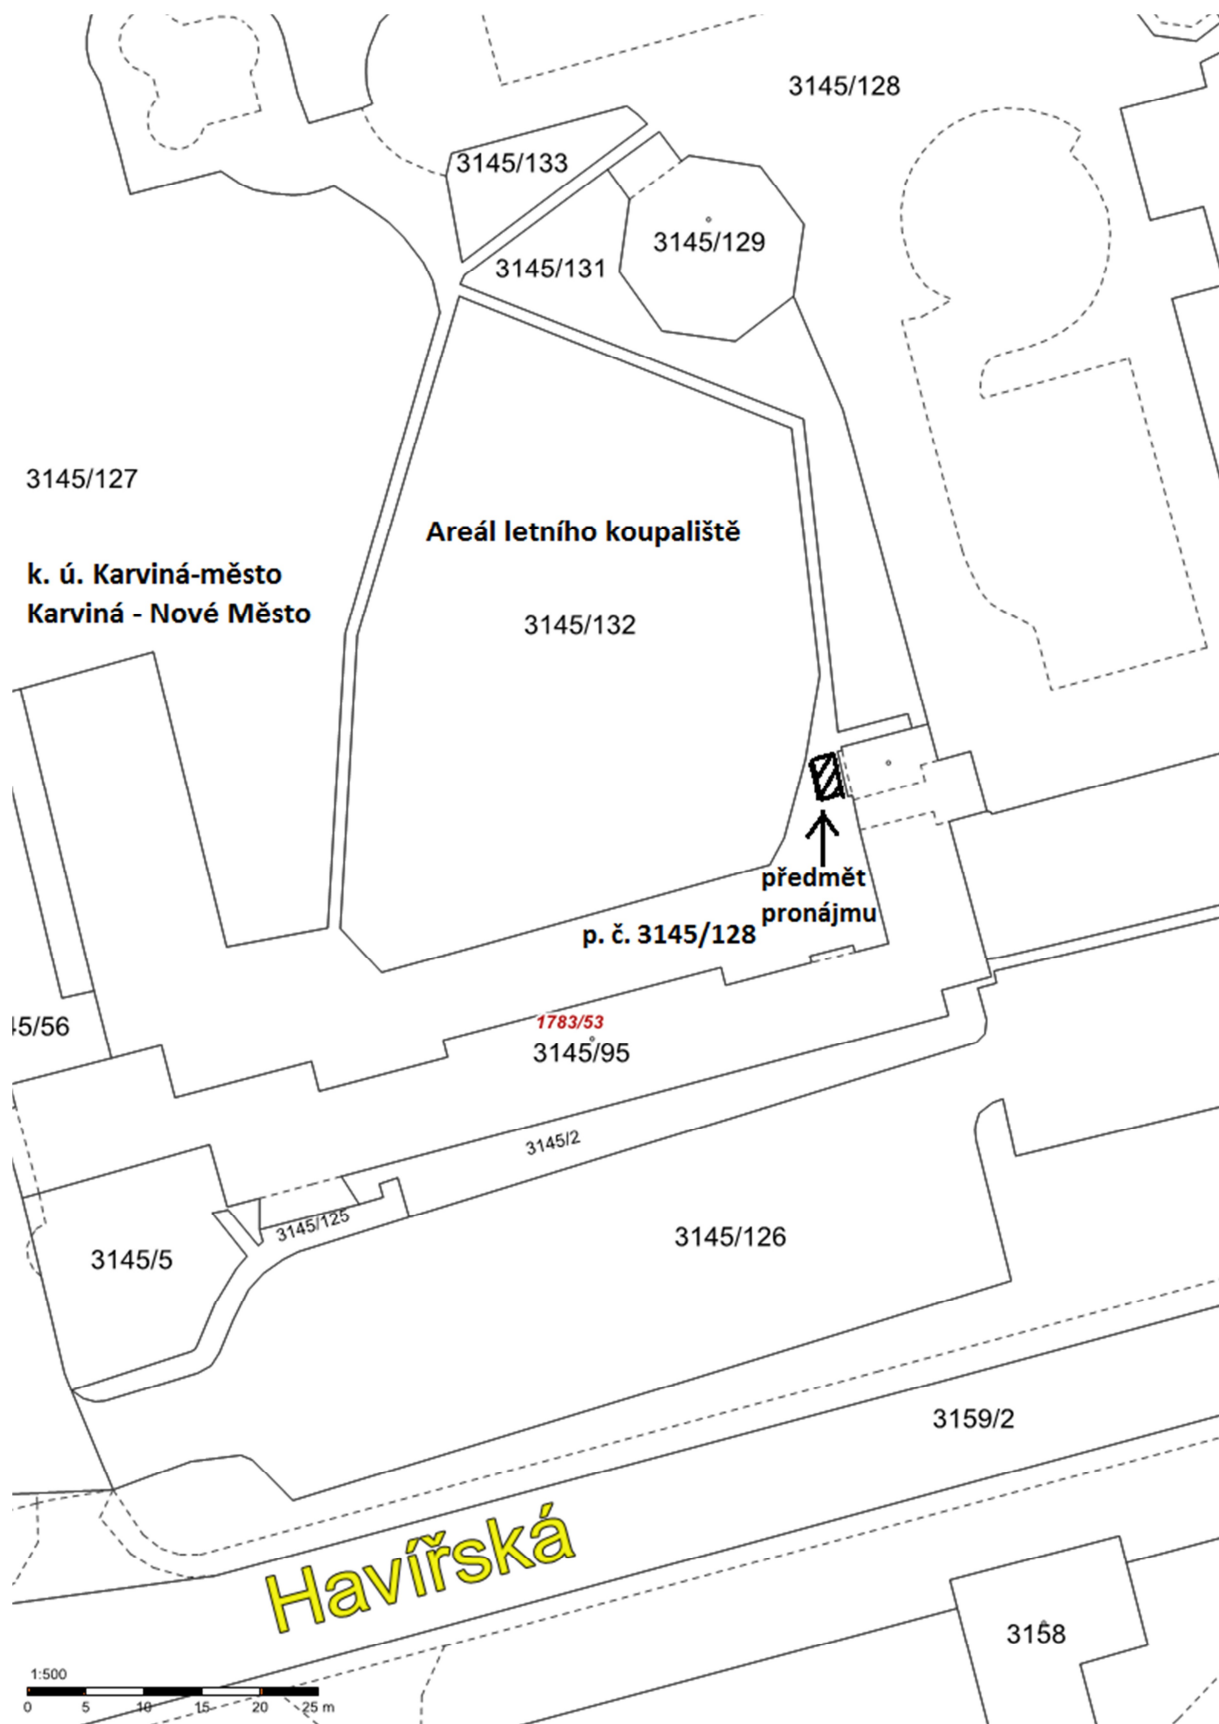 3145/128
3145/133
3145/129
3145/131
3145/127
Areál letního koupaliště
k. ú. Karviná-město
Karviná - Nové Město
3145/132
předmět
pronájmu
p. č. 3145/128
1783/53
45/56
3145/95
3145/2
3145/125
3145/126
3145/5
3159/2
Havířská
3158
1:500
0 5 10 15 20 25 m